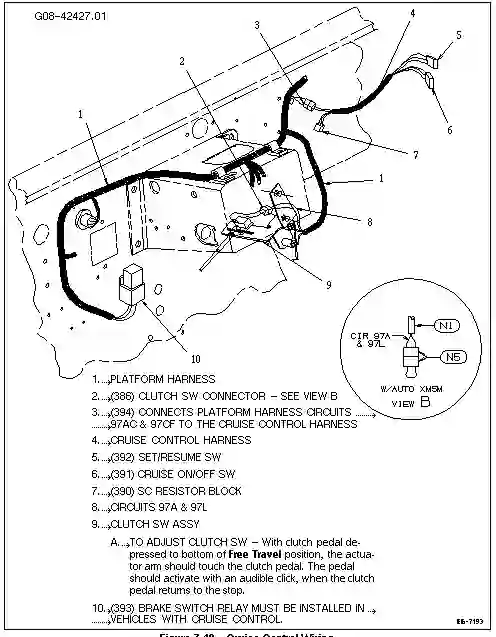 G08-42427.01
3
4
5
2
1
6
7
1
8
9
10
CIR 97A
& 97L
N1
N5
W/AUTO XMSM
VIEW B
1....PLATFORM HARNESS
2....(386) CLUTCH SW CONNECTOR – SEE VIEW B
3....(394) CONNECTS PLATFORM HARNESS CIRCUITS
97AC & 97CF TO THE CRUISE CONTROL HARNESS
4....CRUISE CONTROL HARNESS
5....(392) SET/RESUME SW
6....(391) CRUISE ON/OFF SW
7....(390) SC RESISTOR BLOCK
8....CIRCUITS 97A & 97L
9....CLUTCH SW ASSY
A....TO ADJUST CLUTCH SW – With clutch pedal de-
pressed to bottom of Free Travel position, the actua-
tor arm should touch the clutch pedal. The pedal
should activate with an audible click, when the clutch
pedal returns to the stop.
10....(393) BRAKE SWITCH RELAY MUST BE INSTALLED IN
VEHICLES WITH CRUISE CONTROL.